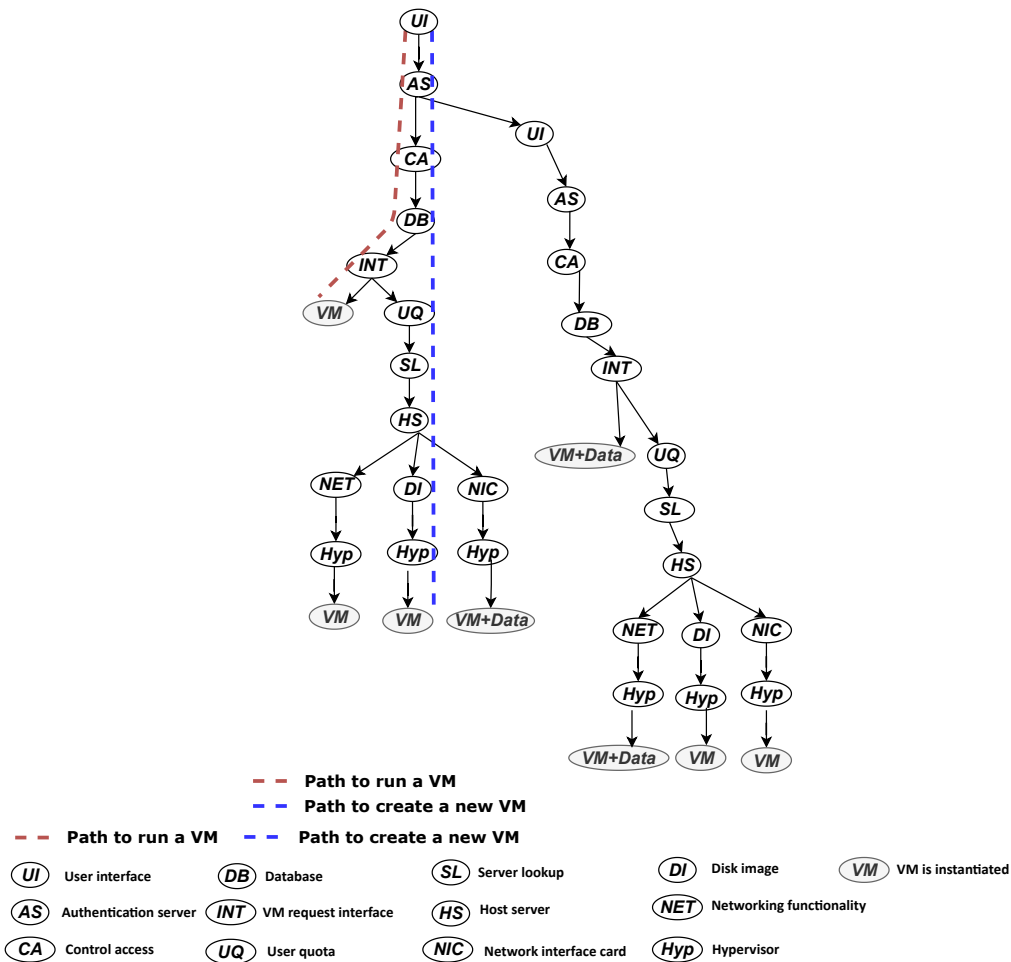 UI
AS
UI
CA
AS
DB
CA
INT
VM
UQ
DB
SL
INT
HS
VM+Data
UQ
NET
DI
NIC
SL
Hyp
Hyp
Hyp
HS
VM
VM
VM+Data
NET
DI
NIC
Hyp
Hyp
Hyp
VM+Data
VM
VM
Path to run a VM
Path to create a new VM
Path to run a VM
Path to create a new VM
UI User interface
DB Database
SL Server lookup
DI Disk image
VM VM is instantiated
AS Authentication server
INT VM request interface
HS Host server
NET Networking functionality
CA Control access
UQ User quota
NIC Network interface card
Hyp Hypervisor